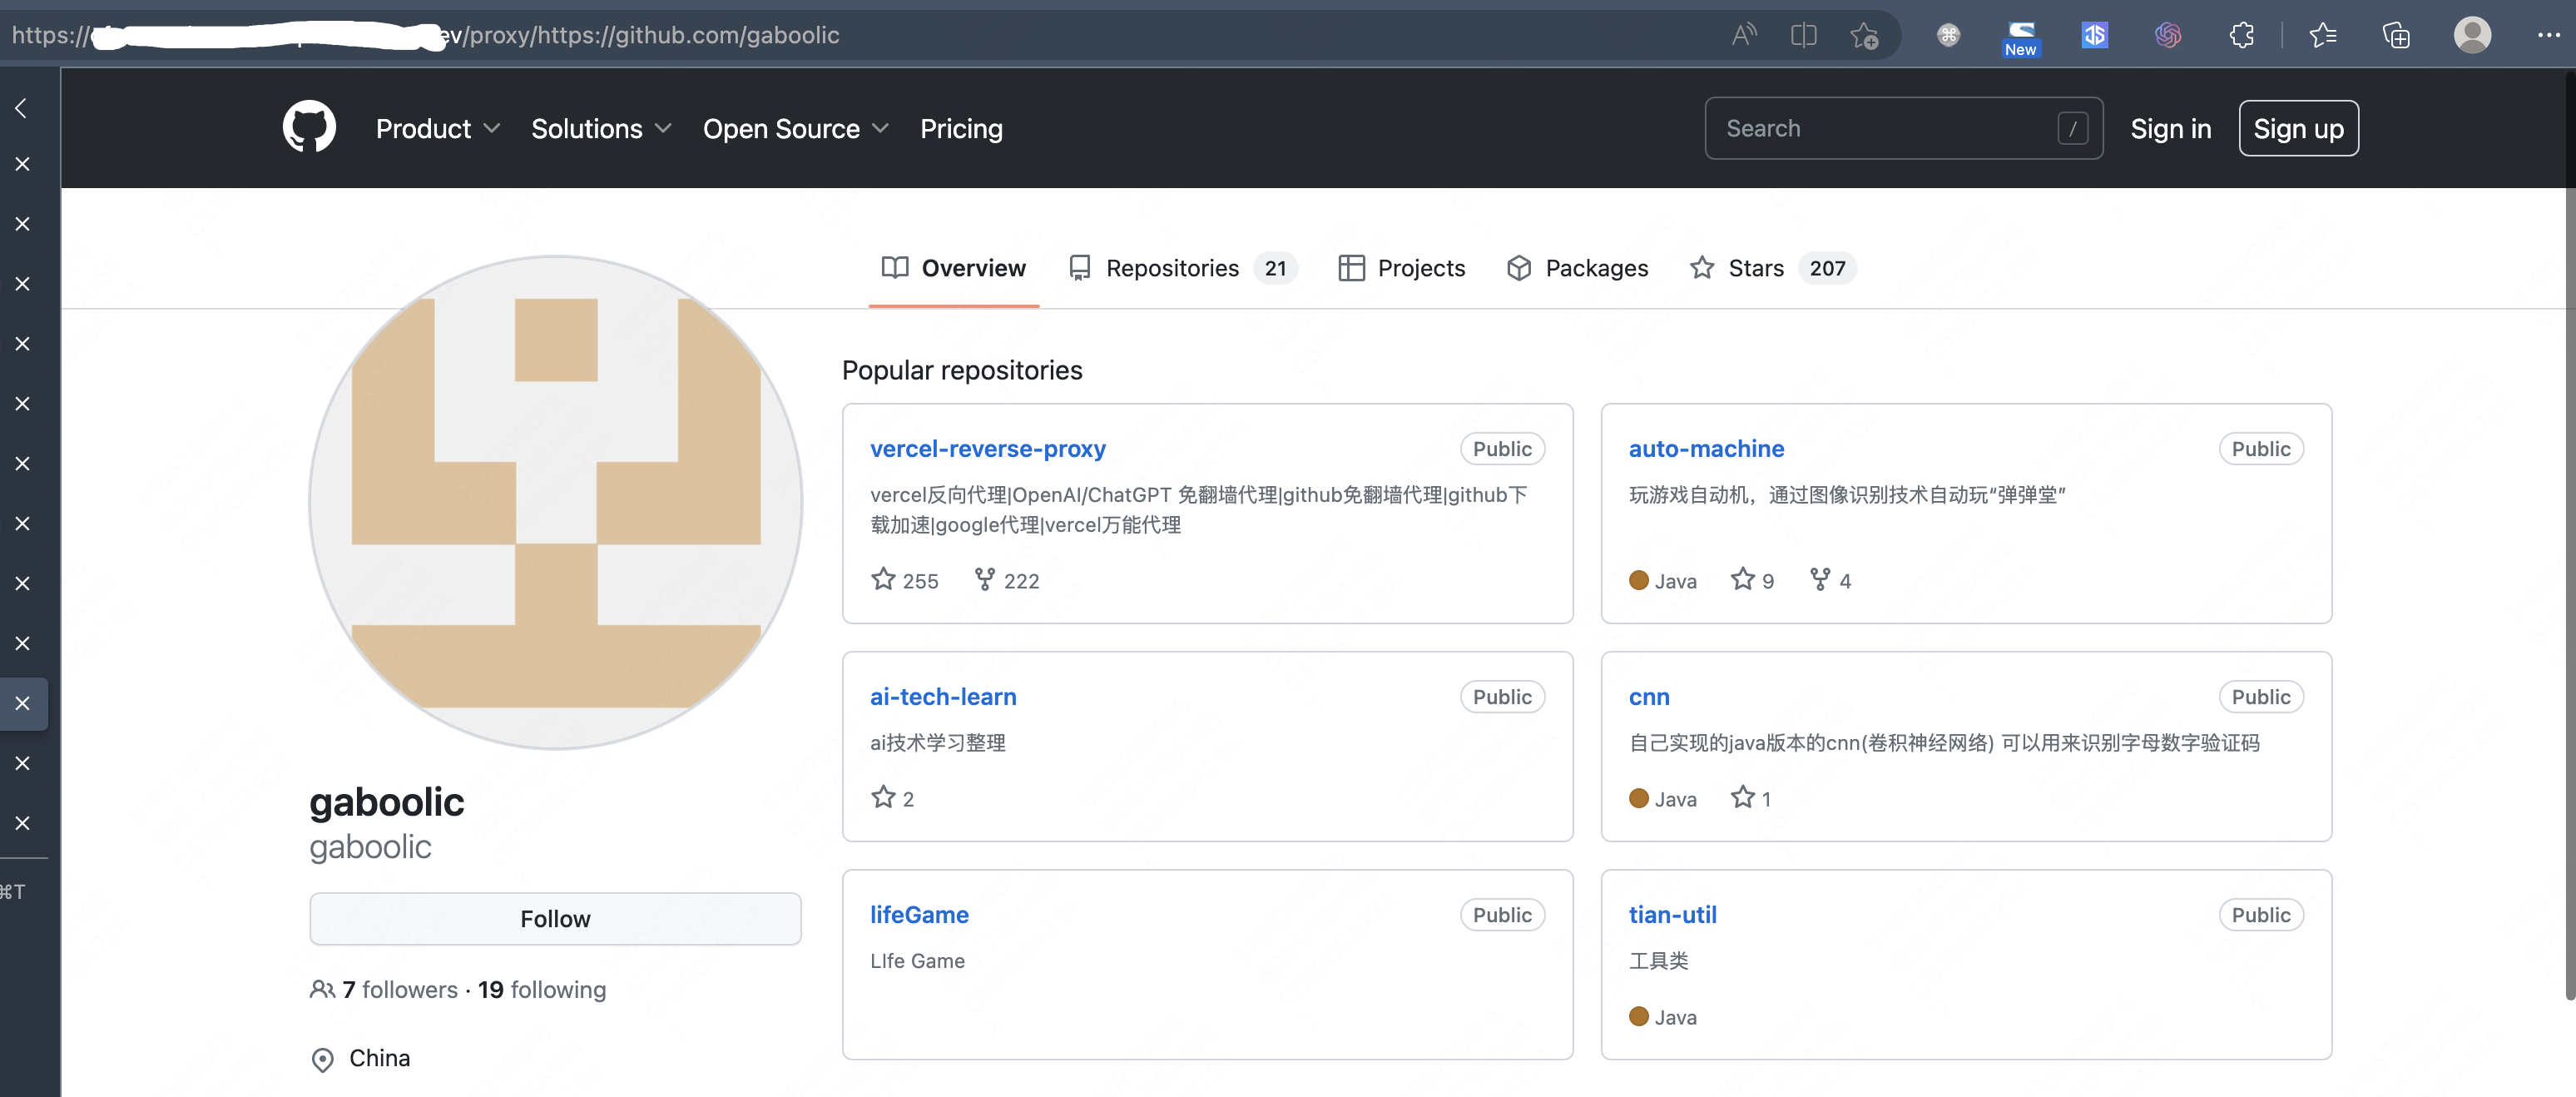 https://
ev/proxy/https://github.com/gaboolic
New
Product
Solutions
Open Source
Pricing
Search
/
Sign in
Sign up
Overview
Repositories 21
Projects
Packages
Stars 207
Popular repositories
vercel-reverse-proxy
Public
vercel反向代理|OpenAI/ChatGPT 免翻墙代理|github免翻墙代理|github下
载加速|google代理|vercel万能代理
255 222
auto-machine
Public
玩游戏自动机，通过图像识别技术自动玩“弹弹堂”
Java 9 4
ai-tech-learn
Public
ai技术学习整理
2
cnn
Public
自己实现的java版本的cnn(卷积神经网络) 可以用来识别字母数字验证码
Java 1
lifeGame
Public
LIfe Game
tian-util
Public
工具类
Java
gaboolic
gaboolic
Follow
7 followers · 19 following
China
⌘T